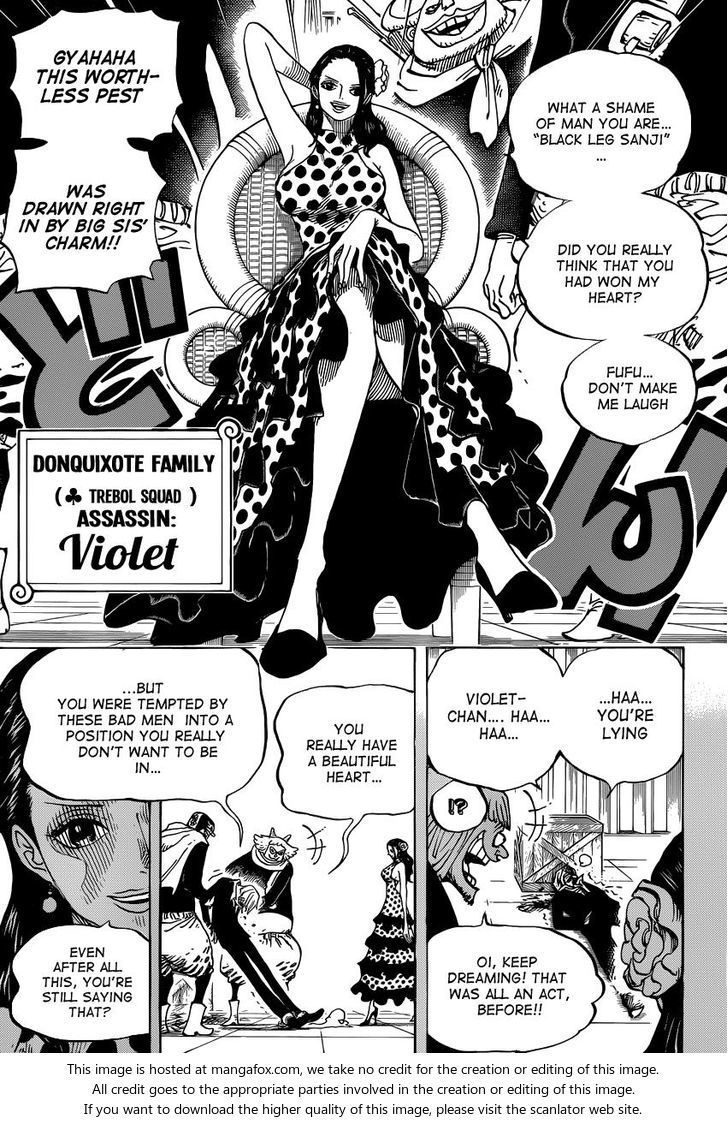 WHAT A SHAME
OF MAN YOU ARE...
"BLACK LEG SANJI"
...
DID YOU REALLY
THINK THAT YOU
HAD WON MY
HEART?
FUFU...
DON'T MAKE
ME LAUGH
GYAHAHA
THIS WORTH-
LESS PEST
WAS
DRAWN RIGHT
IN BY BIG SIS'
CHARM!!
DONQUIXOTE FAMILY
(♣ TREBOL SQUAD )
ASSASSIN:
Violet
...HAA...
YOU'RE
LYING
VIOLET-
CHAN.... HAA...
HAA...
!?
OI, KEEP
DREAMING! THAT
WAS ALL AN ACT,
BEFORE!!
YOU
REALLY HAVE
A BEAUTIFUL
HEART...
...BUT
YOU WERE TEMPTED BY
THESE BAD MEN INTO A
POSITION YOU REALLY
DON'T WANT TO BE
IN...
EVEN
AFTER ALL
THIS, YOU'RE
STILL SAYING
THAT?
This image is hosted at mangafox.com, we take no credit for the creation or editing of this image.
All credit goes to the appropriate parties involved in the creation or editing of this image.
If you want to download the higher quality of this image, please visit the scanlator web site.